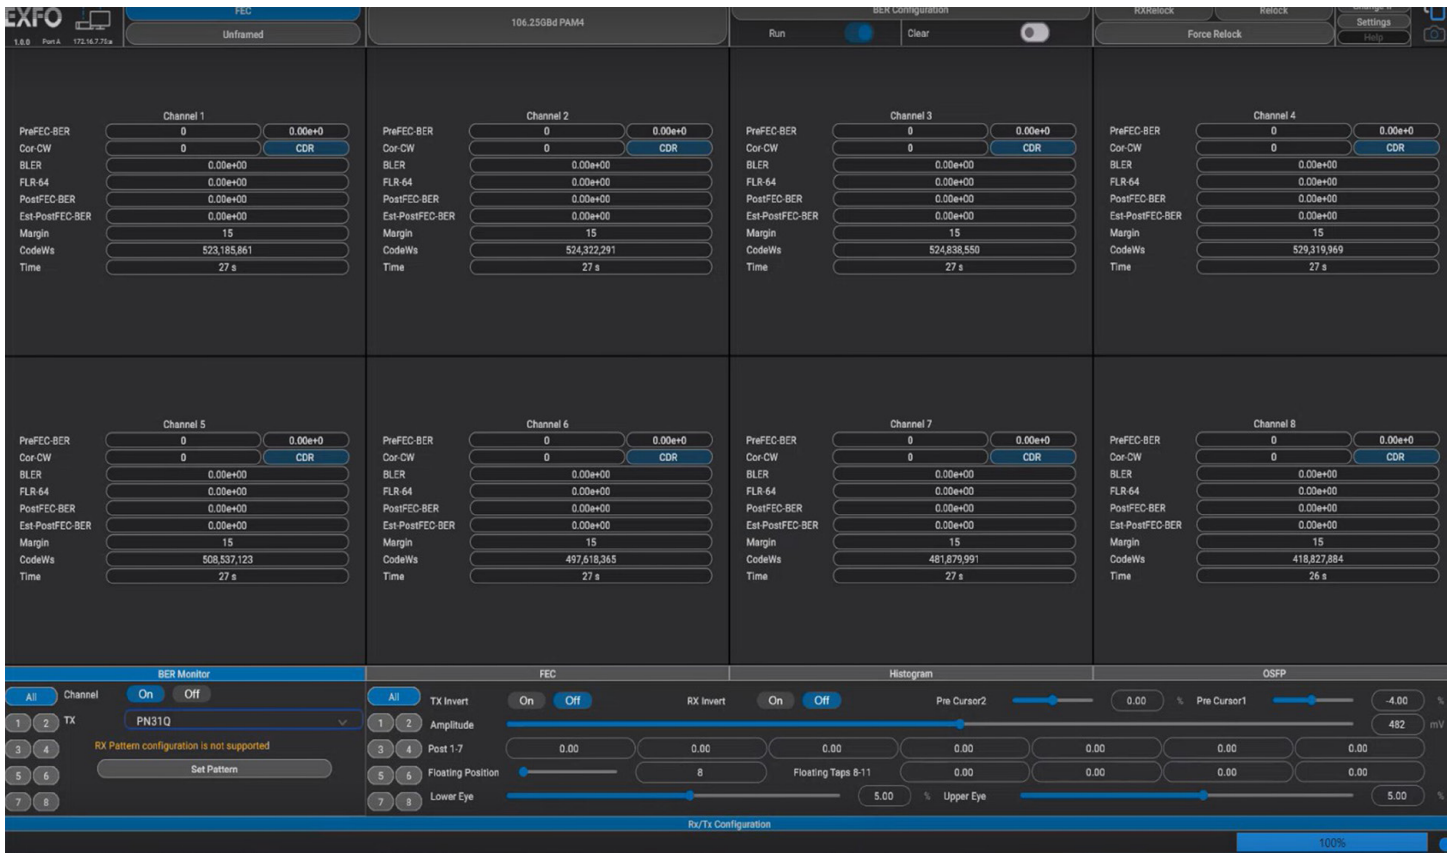 EXFO
FEC
Unframed
1.0.0 Port A
106.25GBd PAM4
BER Configuration
Run Clear
RXRelock Relock
Force Relock
Settings
Help
Channel 1
PreFEC-BER 0 0.00e+0
Cor-CW 0 CDR
BLER 0.00e+00
FLR-64 0.00e+00
PostFEC-BER 0.00e+00
Est-PostFEC-BER 0.00e+00
Margin 15
CodeWs 523,185,861
Time 27 s
Channel 2
PreFEC-BER 0 0.00e+0
Cor-CW 0 CDR
BLER 0.00e+00
FLR-64 0.00e+00
PostFEC-BER 0.00e+00
Est-PostFEC-BER 0.00e+00
Margin 15
CodeWs 524,322,291
Time 27 s
Channel 3
PreFEC-BER 0 0.00e+0
Cor-CW 0 CDR
BLER 0.00e+00
FLR-64 0.00e+00
PostFEC-BER 0.00e+00
Est-PostFEC-BER 0.00e+00
Margin 15
CodeWs 524,838,550
Time 27 s
Channel 4
PreFEC-BER 0 0.00e+0
Cor-CW 0 CDR
BLER 0.00e+00
FLR-64 0.00e+00
PostFEC-BER 0.00e+00
Est-PostFEC-BER 0.00e+00
Margin 15
CodeWs 529,319,969
Time 27 s
Channel 5
PreFEC-BER 0 0.00e+0
Cor-CW 0 CDR
BLER 0.00e+00
FLR-64 0.00e+00
PostFEC-BER 0.00e+00
Est-PostFEC-BER 0.00e+00
Margin 15
CodeWs 508,537,123
Time 27 s
Channel 6
PreFEC-BER 0 0.00e+0
Cor-CW 0 CDR
BLER 0.00e+00
FLR-64 0.00e+00
PostFEC-BER 0.00e+00
Est-PostFEC-BER 0.00e+00
Margin 15
CodeWs 497,618,365
Time 27 s
Channel 7
PreFEC-BER 0 0.00e+0
Cor-CW 0 CDR
BLER 0.00e+00
FLR-64 0.00e+00
PostFEC-BER 0.00e+00
Est-PostFEC-BER 0.00e+00
Margin 15
CodeWs 481,879,991
Time 27 s
Channel 8
PreFEC-BER 0 0.00e+0
Cor-CW 0 CDR
BLER 0.00e+00
FLR-64 0.00e+00
PostFEC-BER 0.00e+00
Est-PostFEC-BER 0.00e+00
Margin 15
CodeWs 418,827,884
Time 26 s
BER Monitor FEC Histogram OSFP
All Channel On Off
1 2 TX PN31Q
3 4 RX Pattern configuration is not supported
5 6 Set Pattern
7 8
All TX Invert On Off RX Invert On Off Pre Cursor2 0.00 % Pre Cursor1 -4.00 %
1 2 Amplitude 482 mV
3 4 Post 1-7 0.00 0.00 0.00 0.00 0.00 0.00 0.00
5 6 Floating Position 8 Floating Taps 8-11 0.00 0.00 0.00 0.00
7 8 Lower Eye 5.00 % Upper Eye 5.00 %
Rx/Tx Configuration
100%